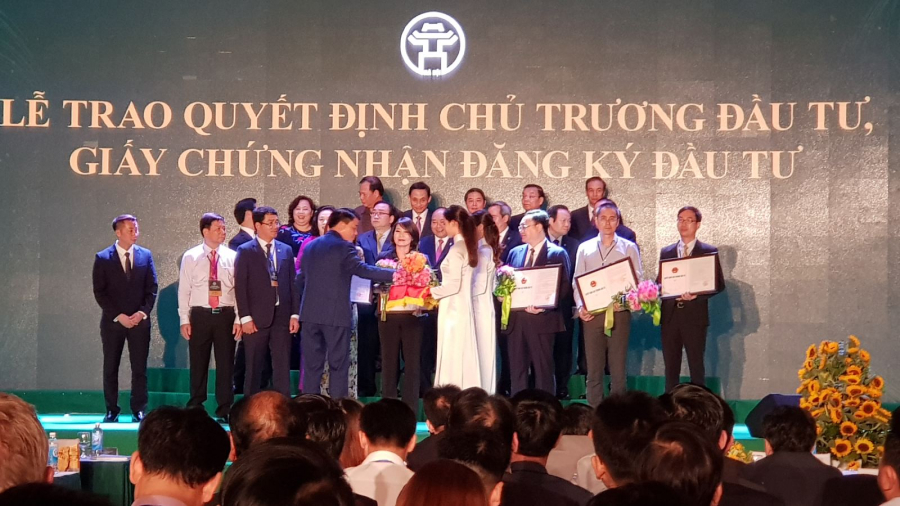 LỄ TRAO QUYẾT ĐỊNH CHỦ TRƯƠNG ĐẦU TƯ,
GIẤY CHỨNG NHẬN ĐĂNG KÝ ĐẦU TƯ